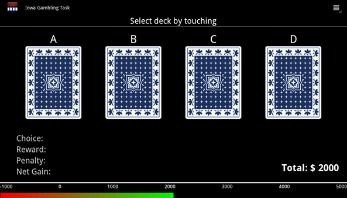 Iowa Gambling Task
Select deck by touching
A B C D
Choice:
Reward:
Penalty:
Net Gain:
Total: $ 2000
-1000 0 1000 2000 3000 4000 5000